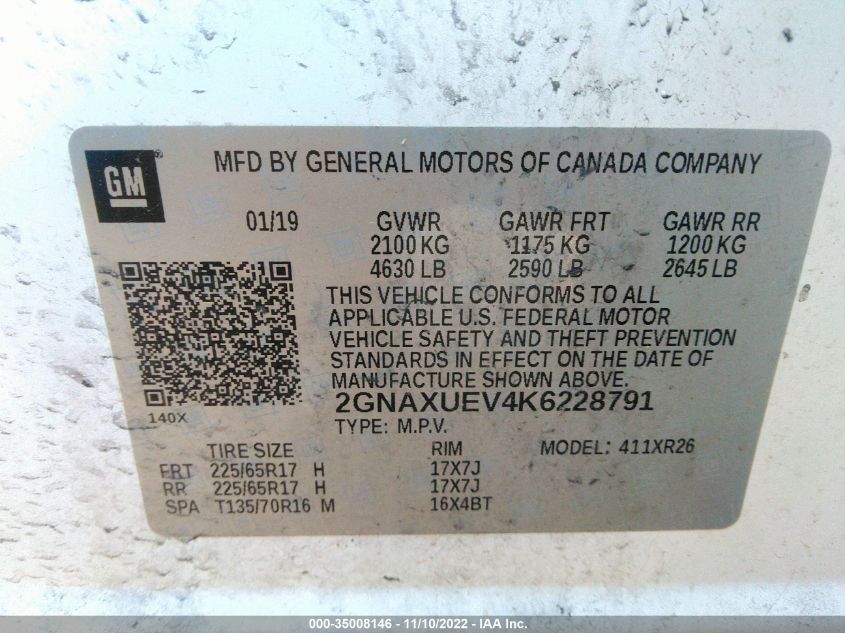 MFD BY GENERAL MOTORS OF CANADA COMPANY
GM
01/19 GVWR GAWR FRT GAWR RR
2100 KG 1175 KG 1200 KG
4630 LB 2590 LB 2645 LB
THIS VEHICLE CONFORMS TO ALL
APPLICABLE U.S. FEDERAL MOTOR
VEHICLE SAFETY AND THEFT PREVENTION
STANDARDS IN EFFECT ON THE DATE OF
MANUFACTURE SHOWN ABOVE.
140X
2GNAXUEV4K6228791
TYPE: M.P.V.
TIRE SIZE RIM MODEL: 411XR26
FRT 225/65R17 H 17X7J
RR 225/65R17 H 17X7J
SPA T135/70R16 M 16X4BT
000-35008146 - 11/10/2022 - IAA Inc.